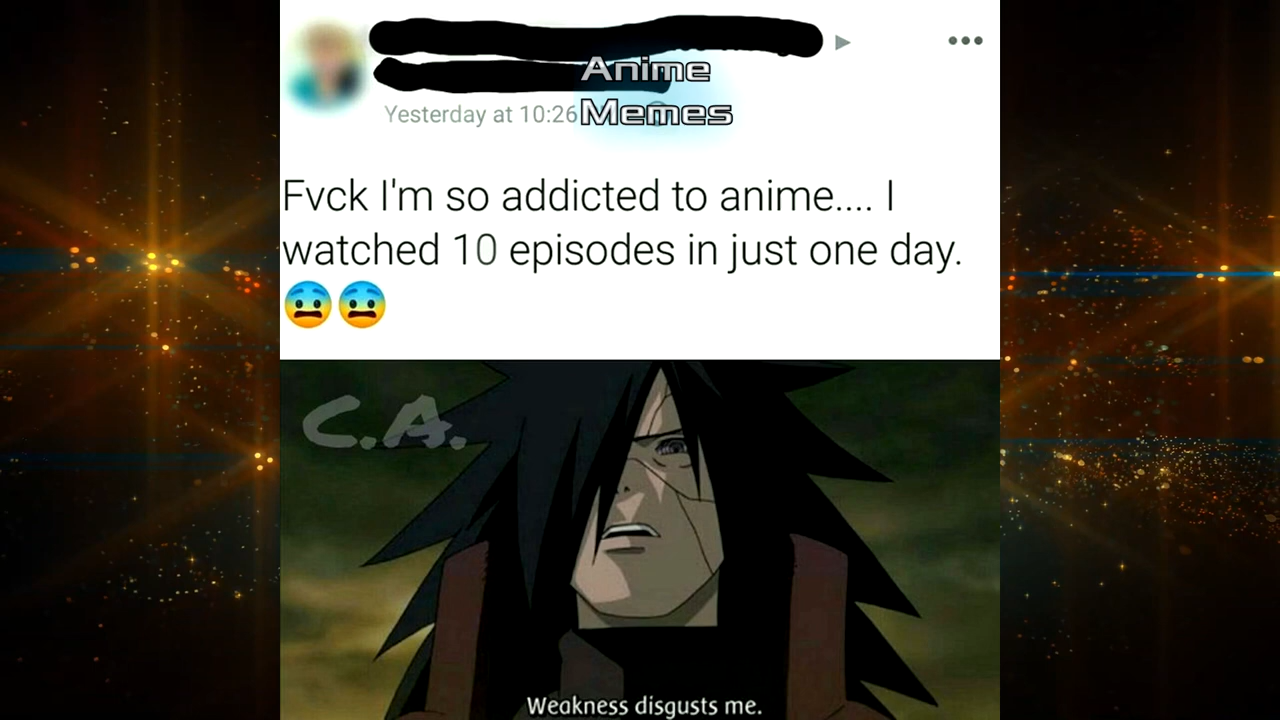 Anime
Yesterday at 10:26 Memes
Fvck I'm so addicted to anime.... I
watched 10 episodes in just one day.
😨😨
C.A.
Weakness disgusts me.